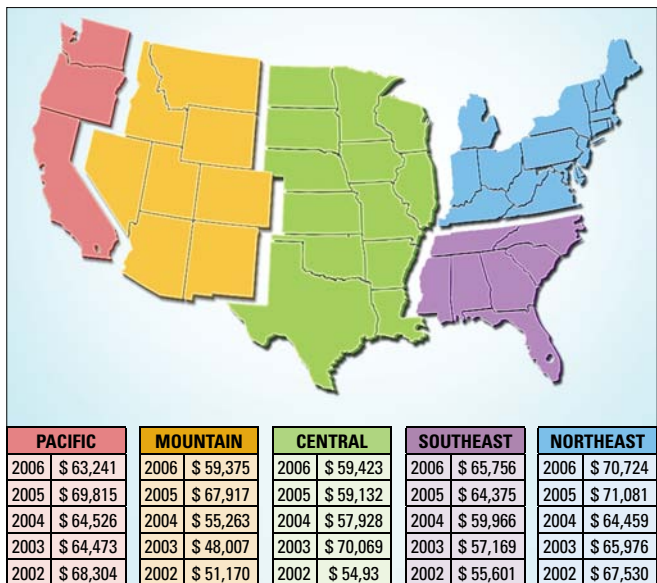 PACIFIC MOUNTAIN CENTRAL SOUTHEAST NORTHEAST
2006 $ 63,241 2006 $ 59,375 2006 $ 59,423 2006 $ 65,756 2006 $ 70,724
2005 $ 69,815 2005 $ 67,917 2005 $ 59,132 2005 $ 64,375 2005 $ 71,081
2004 $ 64,526 2004 $ 55,263 2004 $ 57,928 2004 $ 59,966 2004 $ 64,459
2003 $ 64,473 2003 $ 48,007 2003 $ 70,069 2003 $ 57,169 2003 $ 65,976
2002 $ 68,304 2002 $ 51,170 2002 $ 54,93 2002 $ 55,601 2002 $ 67,530